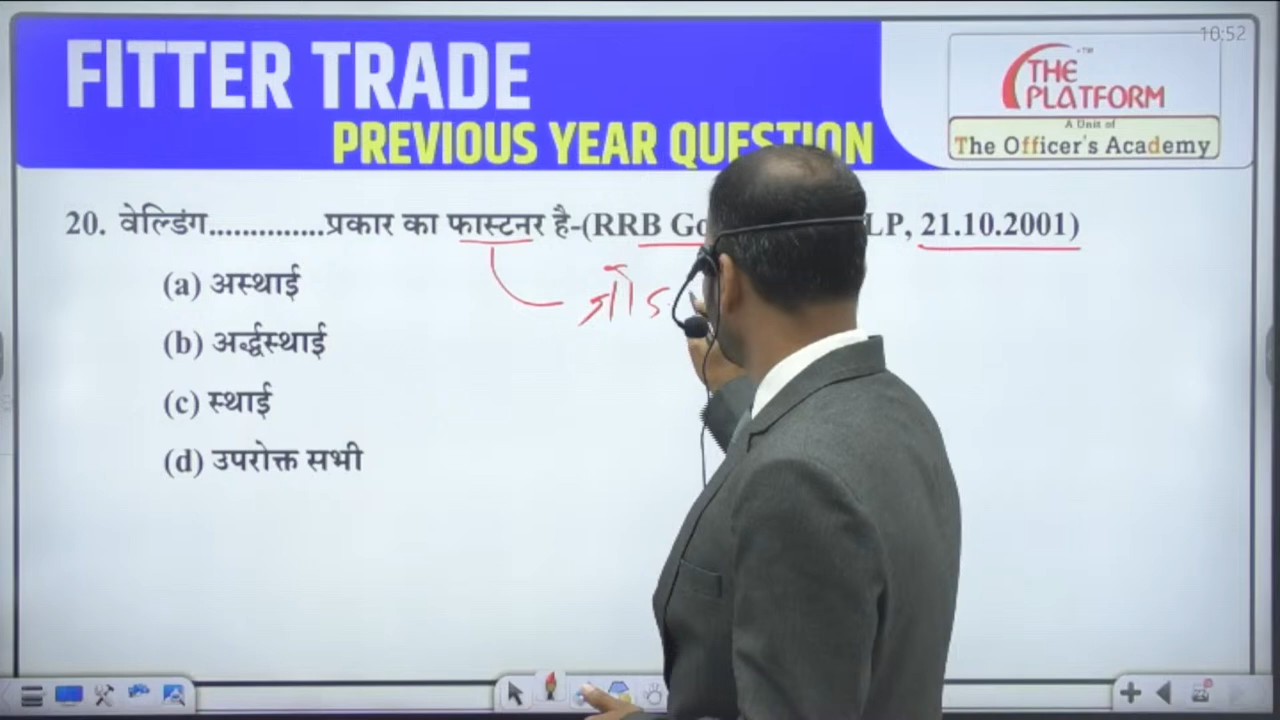 10:52
FITTER TRADE
PREVIOUS YEAR QUESTION
THE
PLATFORM
A Unit of
The Officer's Academy
20. वेल्डिंग..............प्रकार का फास्टनर है-(RRB LP, 21.10.2001)
जोड़
(a) अस्थाई
(b) अर्द्धस्थाई
(c) स्थाई
(d) उपरोक्त सभी